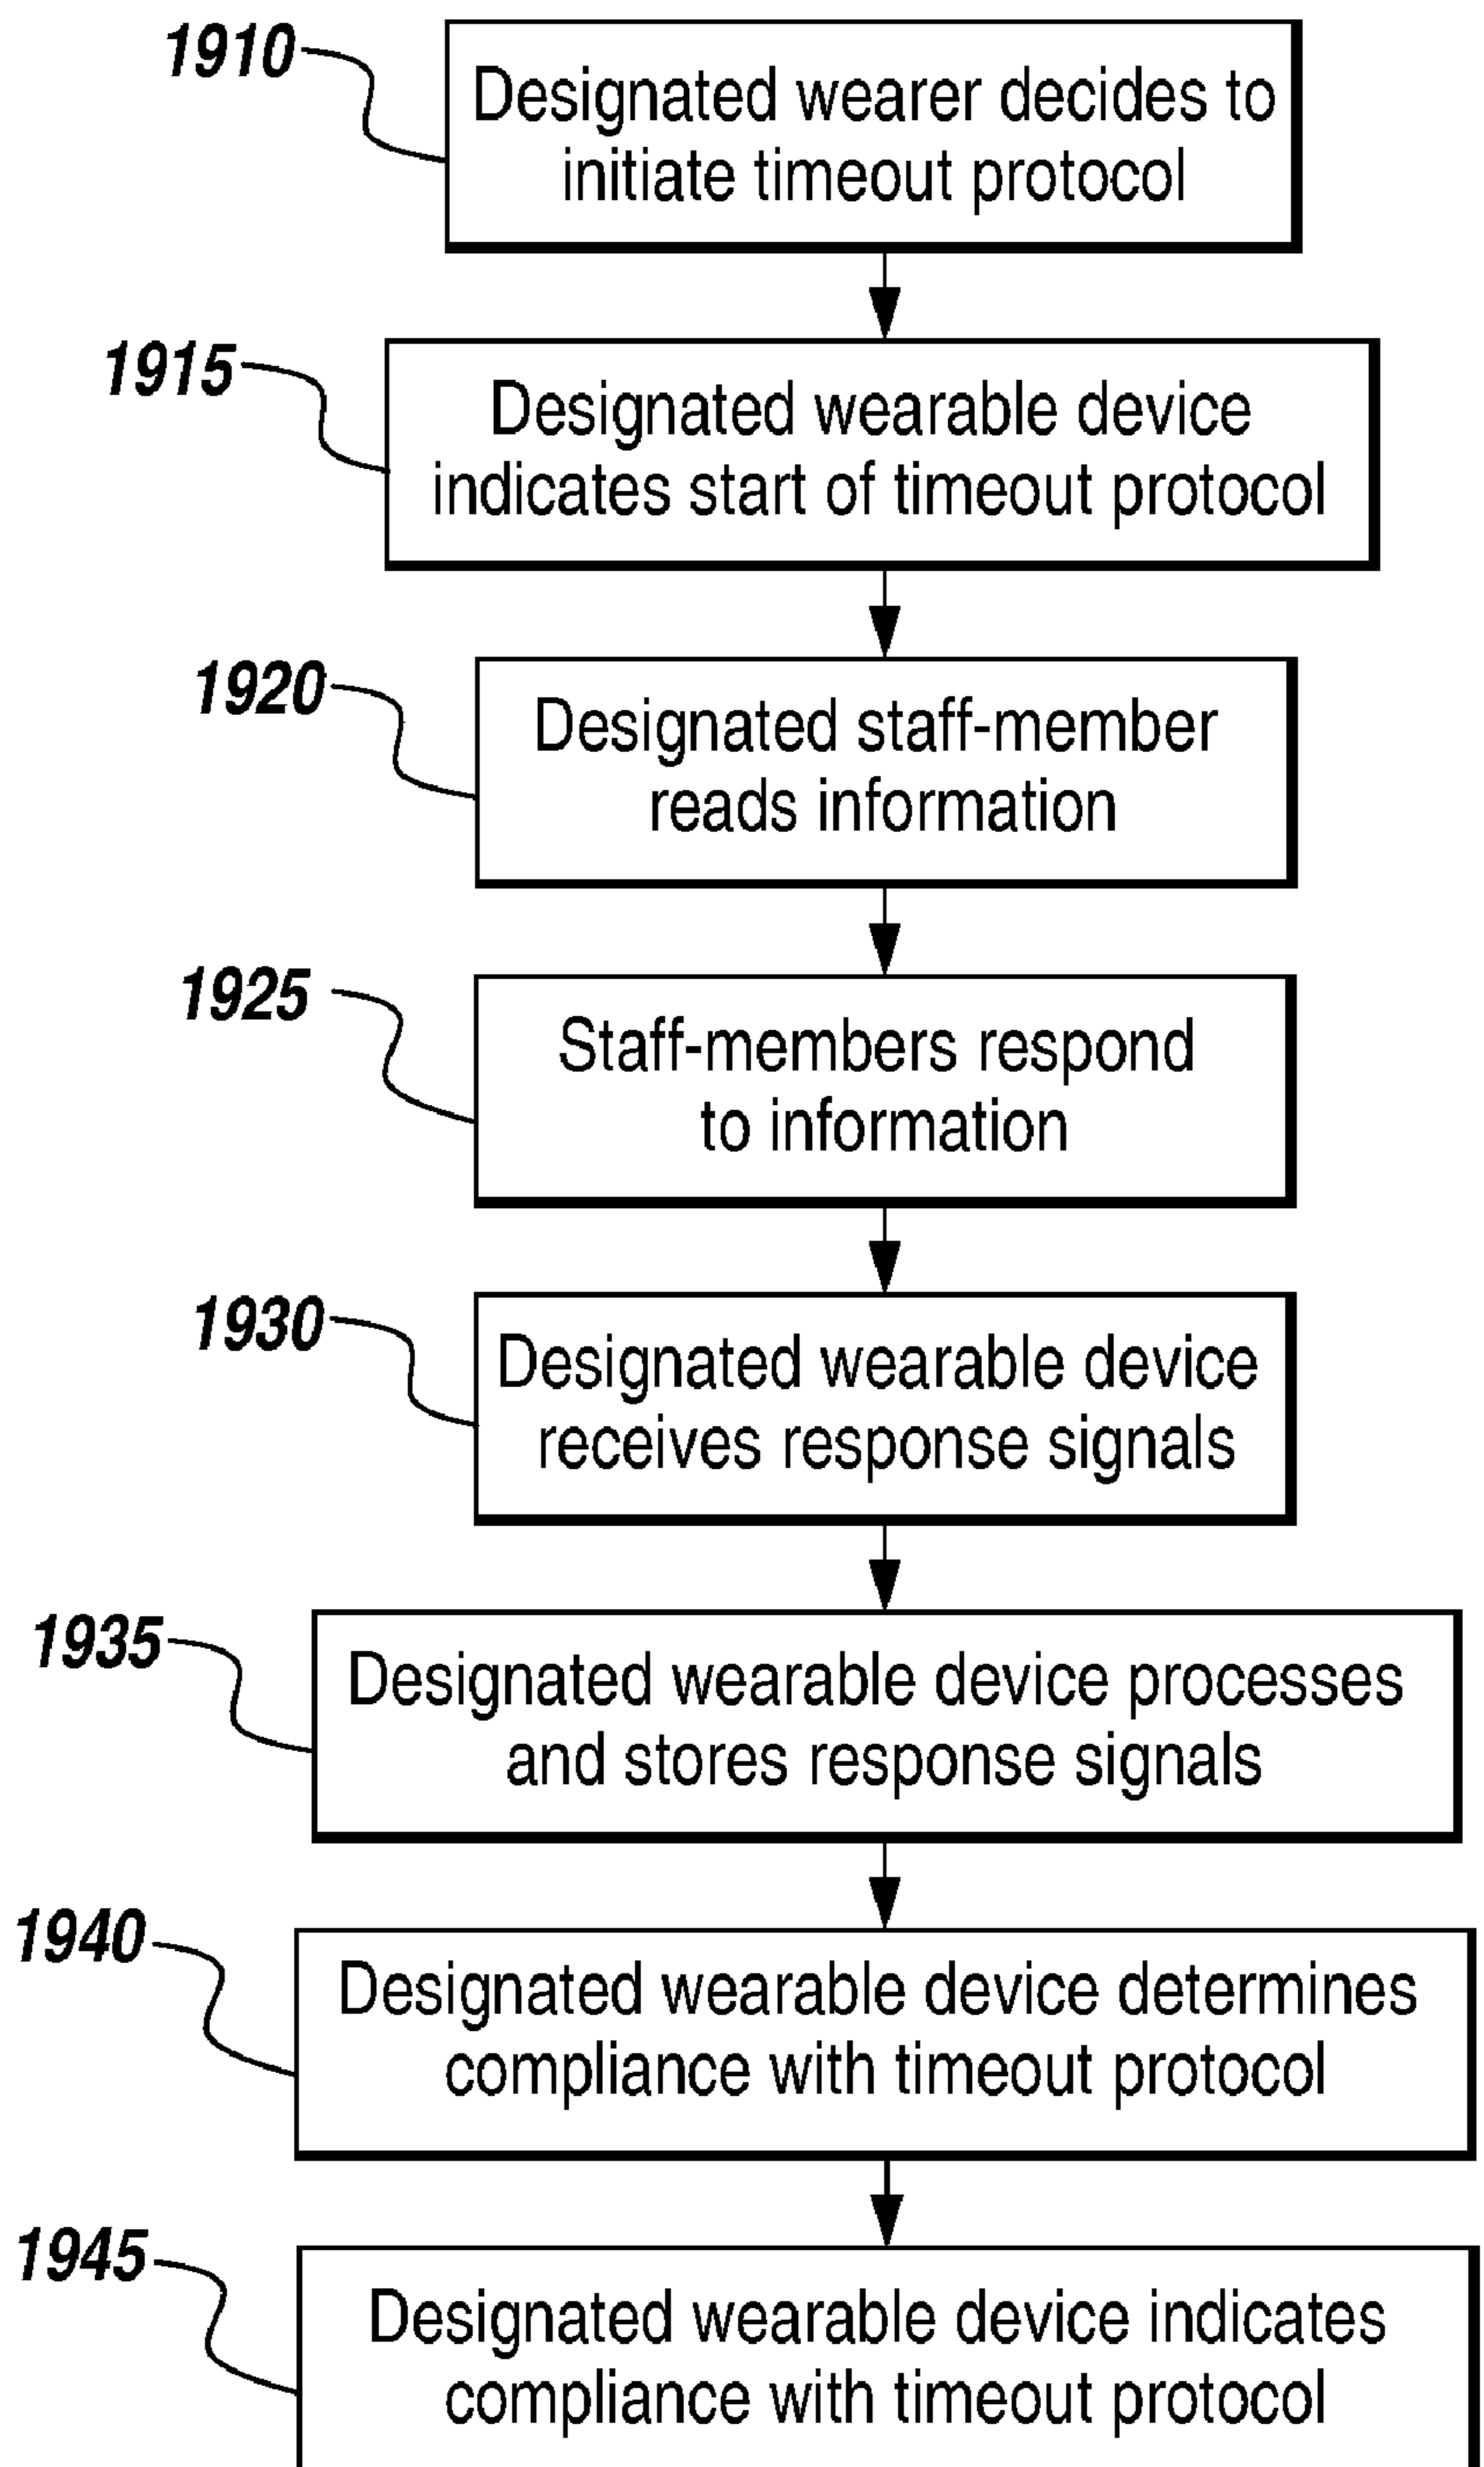 1910
Designated wearer decides to
initiate timeout protocol
1915
Designated wearable device
indicates start of timeout protocol
1920
Designated staff-member
reads information
1925
Staff-members respond
to information
1930
Designated wearable device
receives response signals
1935
Designated wearable device processes
and stores response signals
1940
Designated wearable device determines
compliance with timeout protocol
1945
Designated wearable device indicates
compliance with timeout protocol